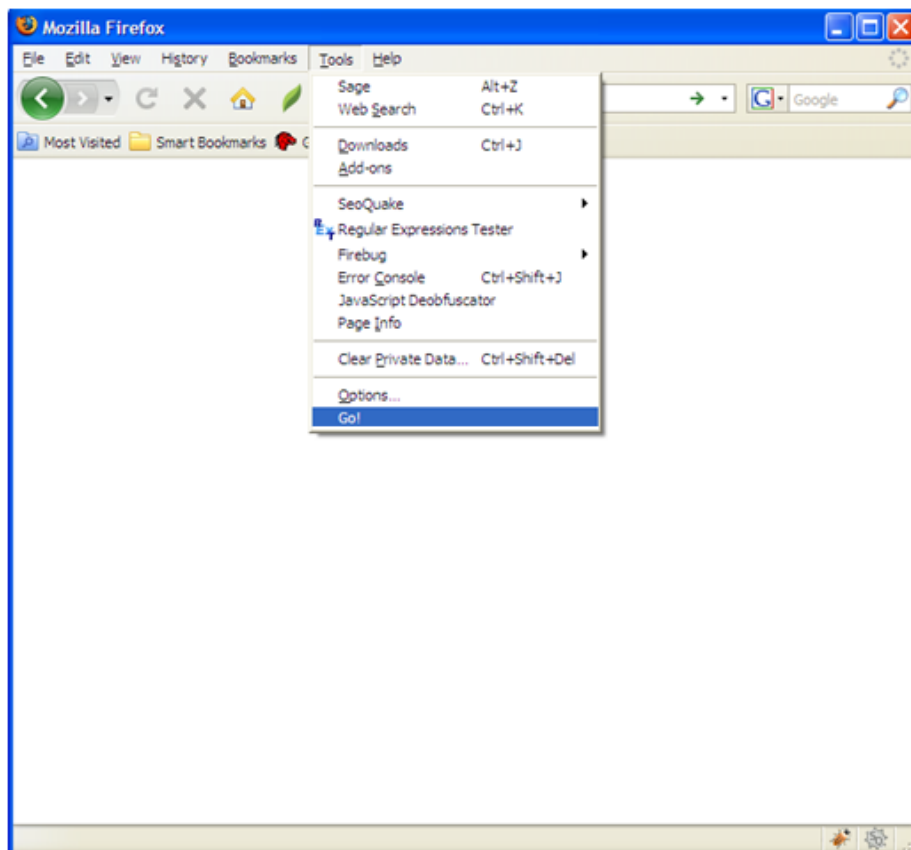 Mozilla Firefox
File Edit View History Bookmarks Tools Help
G Google
Most Visited Smart Bookmarks G
Sage Alt+Z
Web Search Ctrl+K
Downloads Ctrl+J
Add-ons
SeoQuake
Regular Expressions Tester
Firebug
Error Console Ctrl+Shift+J
JavaScript Deobfuscator
Page Info
Clear Private Data... Ctrl+Shift+Del
Options...
Go!